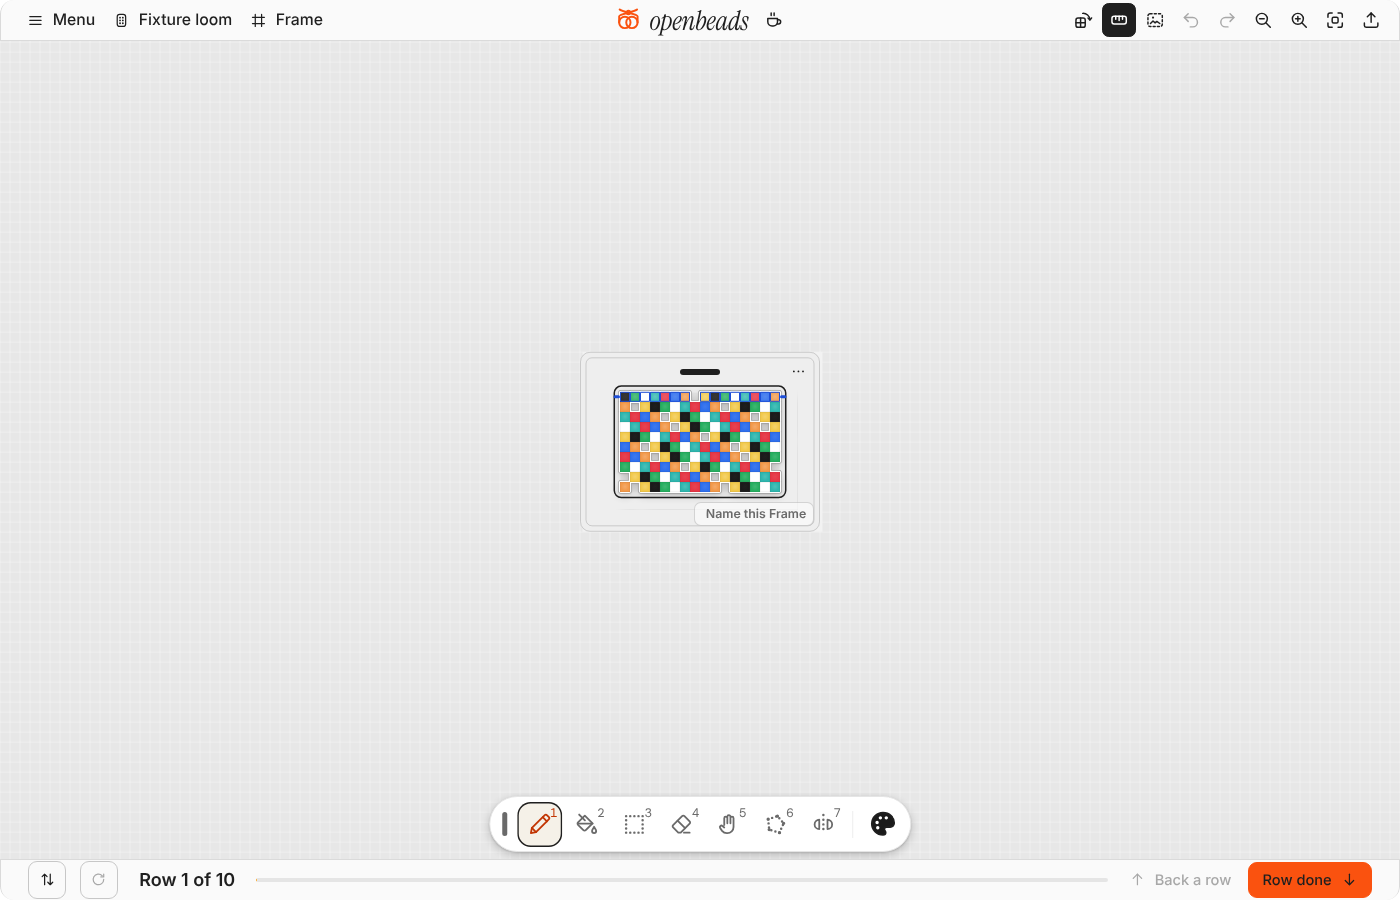 Menu
Fixture loom
Frame
openbeads
Name this Frame
1
2
3
4
5
6
7
Row 1 of 10
Back a row
Row done